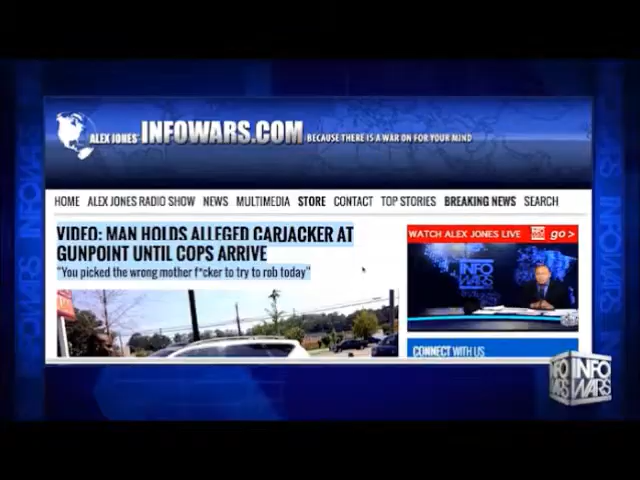 ALEX JONES' INFOWARS.COM BECAUSE THERE IS A WAR ON FOR YOUR MIND
HOME ALEX JONES RADIO SHOW NEWS MULTIMEDIA STORE CONTACT TOP STORIES BREAKING NEWS SEARCH
VIDEO: MAN HOLDS ALLEGED CARJACKER AT
GUNPOINT UNTIL COPS ARRIVE
"You picked the wrong mother f*cker to try to rob today"
WATCH ALEX JONES LIVE go>
INFO
WARS
CONNECT WITH US
INFO INFO
WARS WARS
INFOWARS
INFOWARS